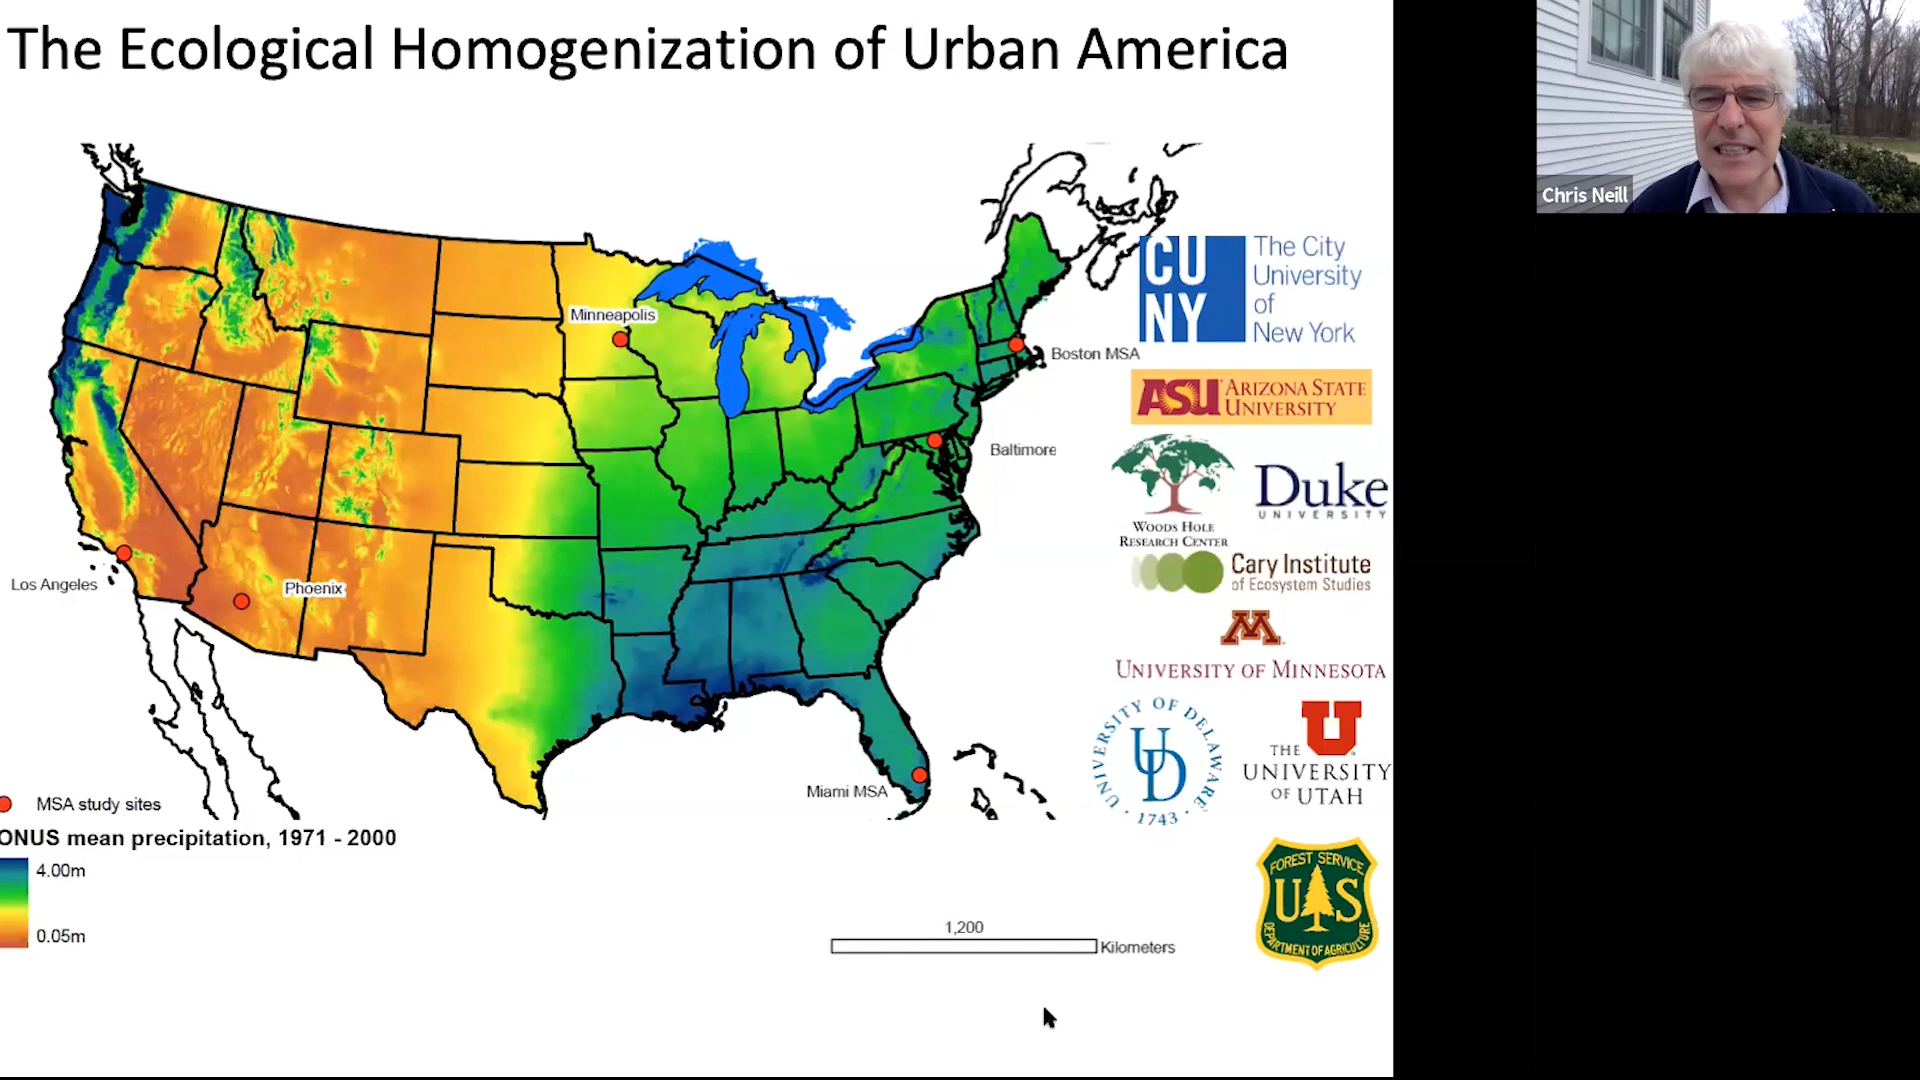 The Ecological Homogenization of Urban America
Chris Neill
Minneapolis
Boston MSA
Baltimore
Los Angeles
Phoenix
Miami MSA
MSA study sites
ONUS mean precipitation, 1971 - 2000
4.00m
0.05m
1,200
Kilometers
CU
NY
The City
University
of
New York
ASU ARIZONA STATE
UNIVERSITY
WOODS HOLE
RESEARCH CENTER
Duke
UNIVERSITY
Cary Institute
of Ecosystem Studies
M
UNIVERSITY OF MINNESOTA
UNIVERSITY OF DELAWARE
UD
· 1743 ·
U
THE
UNIVERSITY
OF UTAH
FOREST SERVICE
U S
DEPARTMENT OF AGRICULTURE